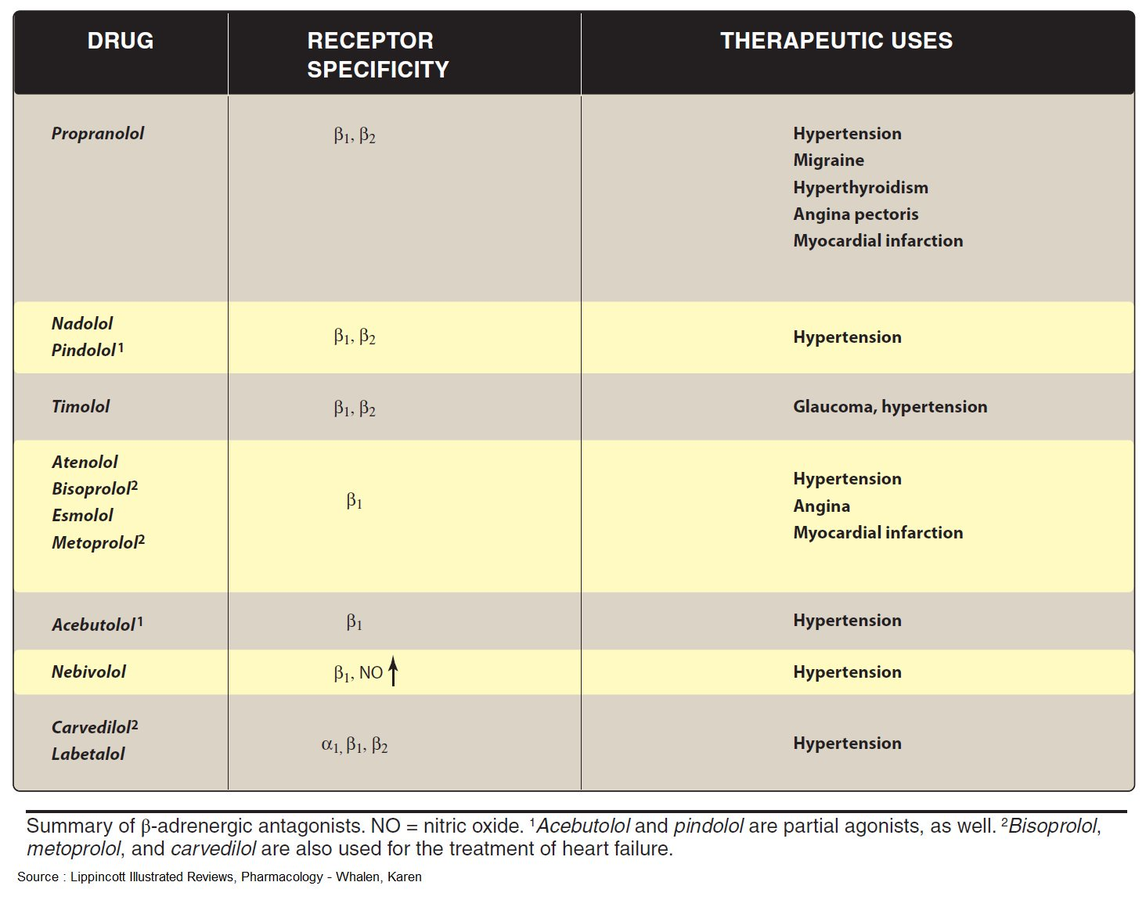 DRUG
RECEPTOR
SPECIFICITY
THERAPEUTIC USES
Propranolol
β1, β2
Hypertension
Migraine
Hyperthyroidism
Angina pectoris
Myocardial infarction
Nadolol
Pindolol1
β1, β2
Hypertension
Timolol
β1, β2
Glaucoma, hypertension
Atenolol
Bisoprolol2
Esmolol
Metoprolol2
β1
Hypertension
Angina
Myocardial infarction
Acebutolol1
β1
Hypertension
Nebivolol
β1, NO ↑
Hypertension
Carvedilol2
Labetalol
α1, β1, β2
Hypertension
Summary of β-adrenergic antagonists. NO = nitric oxide. 1Acebutolol and pindolol are partial agonists, as well. 2Bisoprolol,
metoprolol, and carvedilol are also used for the treatment of heart failure.
Source : Lippincott Illustrated Reviews, Pharmacology - Whalen, Karen